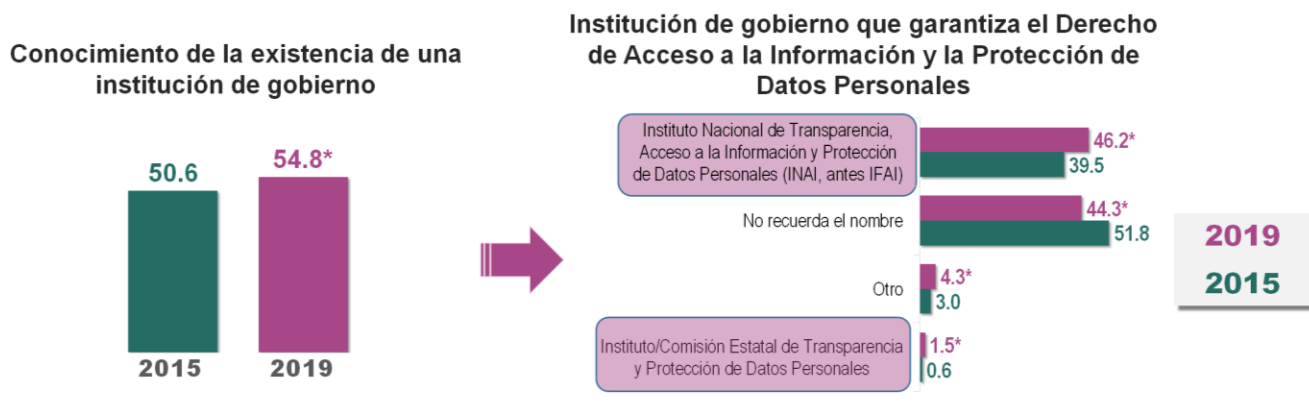 Conocimiento de la existencia de una
institución de gobierno
50.6
54.8*
2015
2019
Institución de gobierno que garantiza el Derecho
de Acceso a la Información y la Protección de
Datos Personales
Instituto Nacional de Transparencia,
Acceso a la Información y Protección
de Datos Personales (INAI, antes IFAI)
46.2*
39.5
No recuerda el nombre
44.3*
51.8
Otro
4.3*
3.0
Instituto/Comisión Estatal de Transparencia
y Protección de Datos Personales
1.5*
0.6
2019
2015